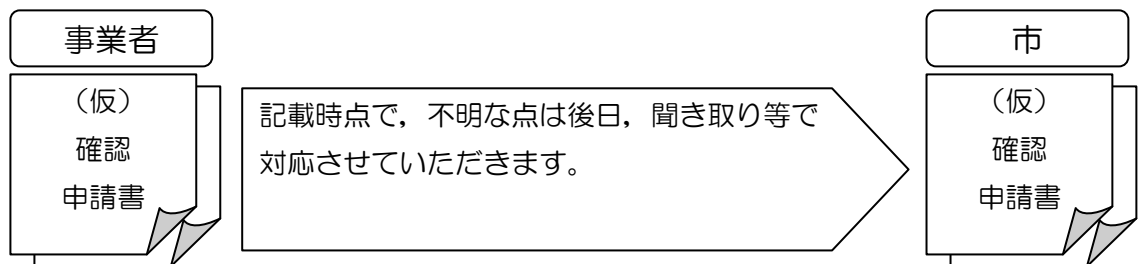 事業者
市
（仮）
確認
申請書
記載時点で，不明な点は後日，聞き取り等で
対応させていただきます。
（仮）
確認
申請書